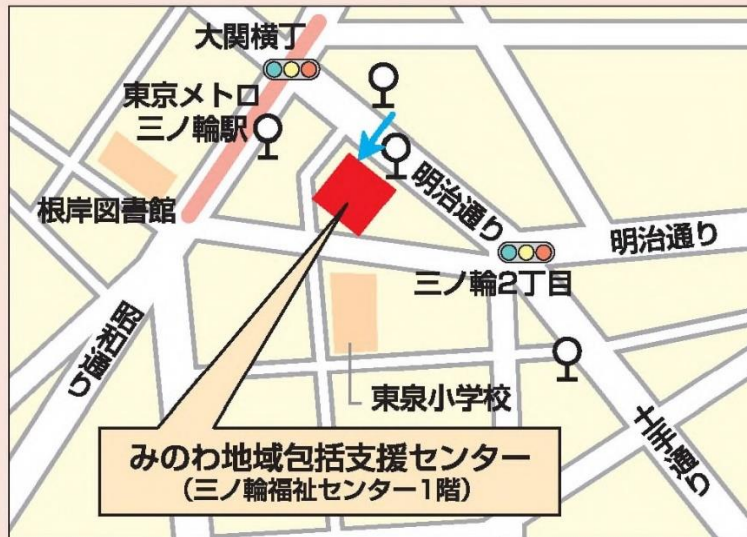 大関横丁
東京メトロ
三ノ輪駅
根岸図書館
明治通り
明治通り
三ノ輪2丁目
昭和通り
東泉小学校
土手通り
みのわ地域包括支援センター
(三ノ輪福祉センター1階)